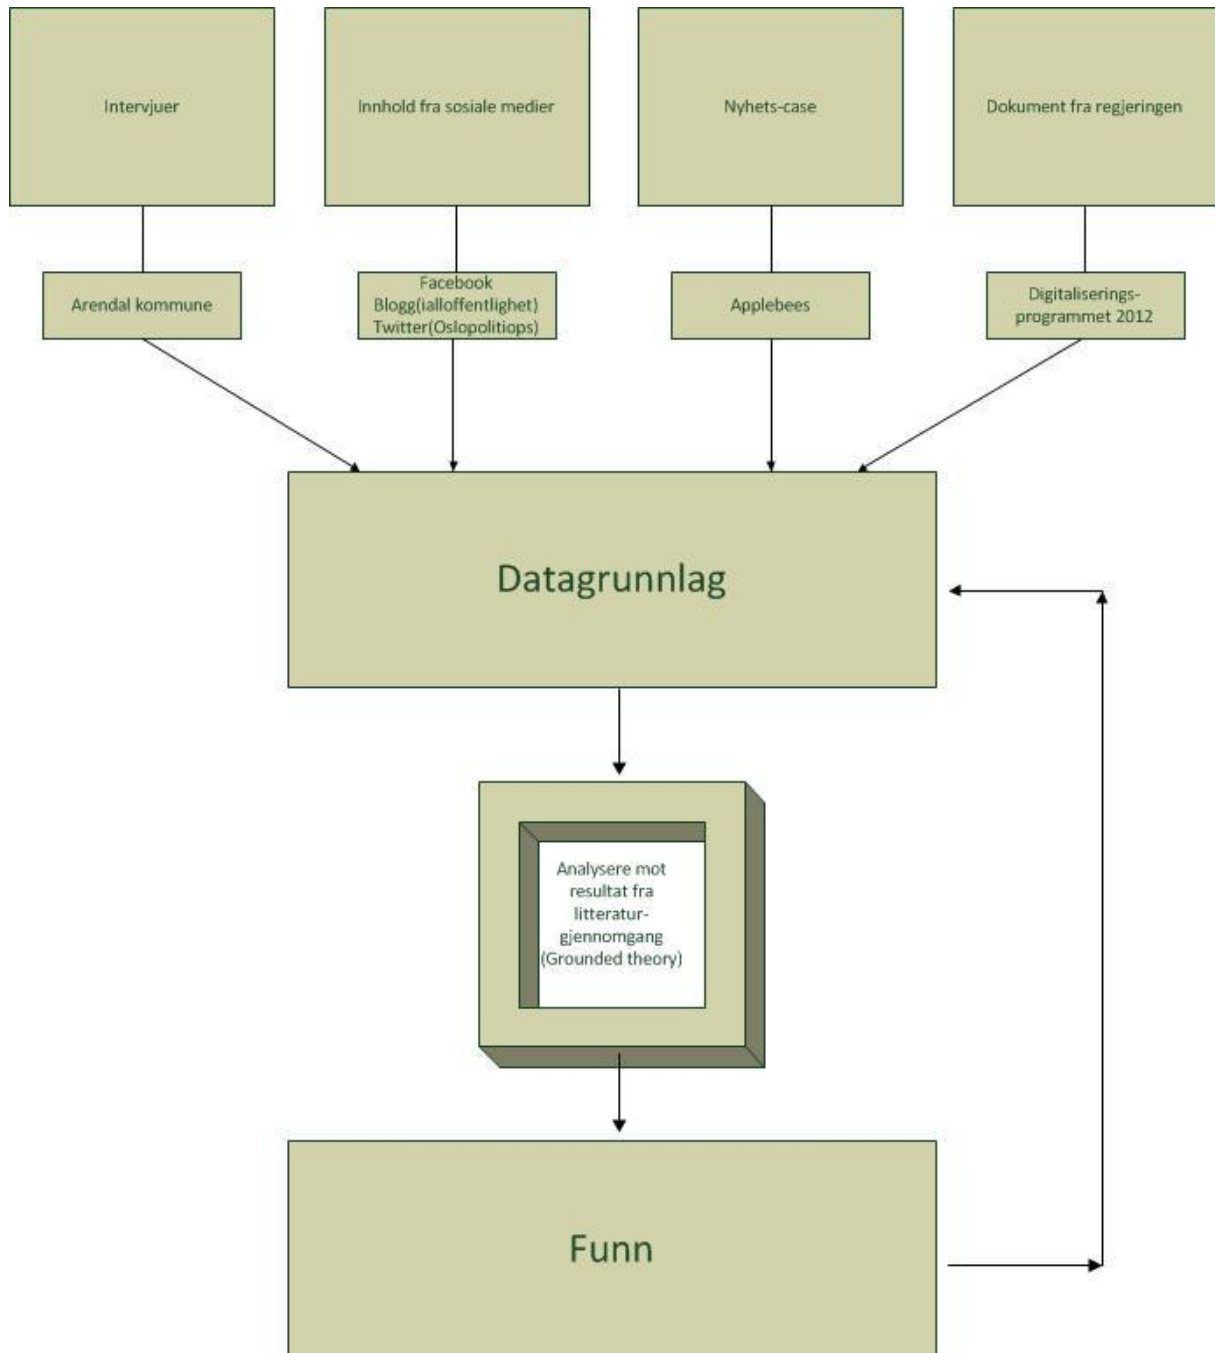 Intervjuer
Innhold fra sosiale medier
Nyhets-case
Dokument fra regjeringen
Arendal kommune
Facebook
Blogg(ialloffentlighet)
Twitter(Oslopolitiops)
Applebees
Digitaliserings-
programmet 2012
Datagrunnlag
Analysere mot
resultat fra
litteratur-
gjennomgang
(Grounded theory)
Funn